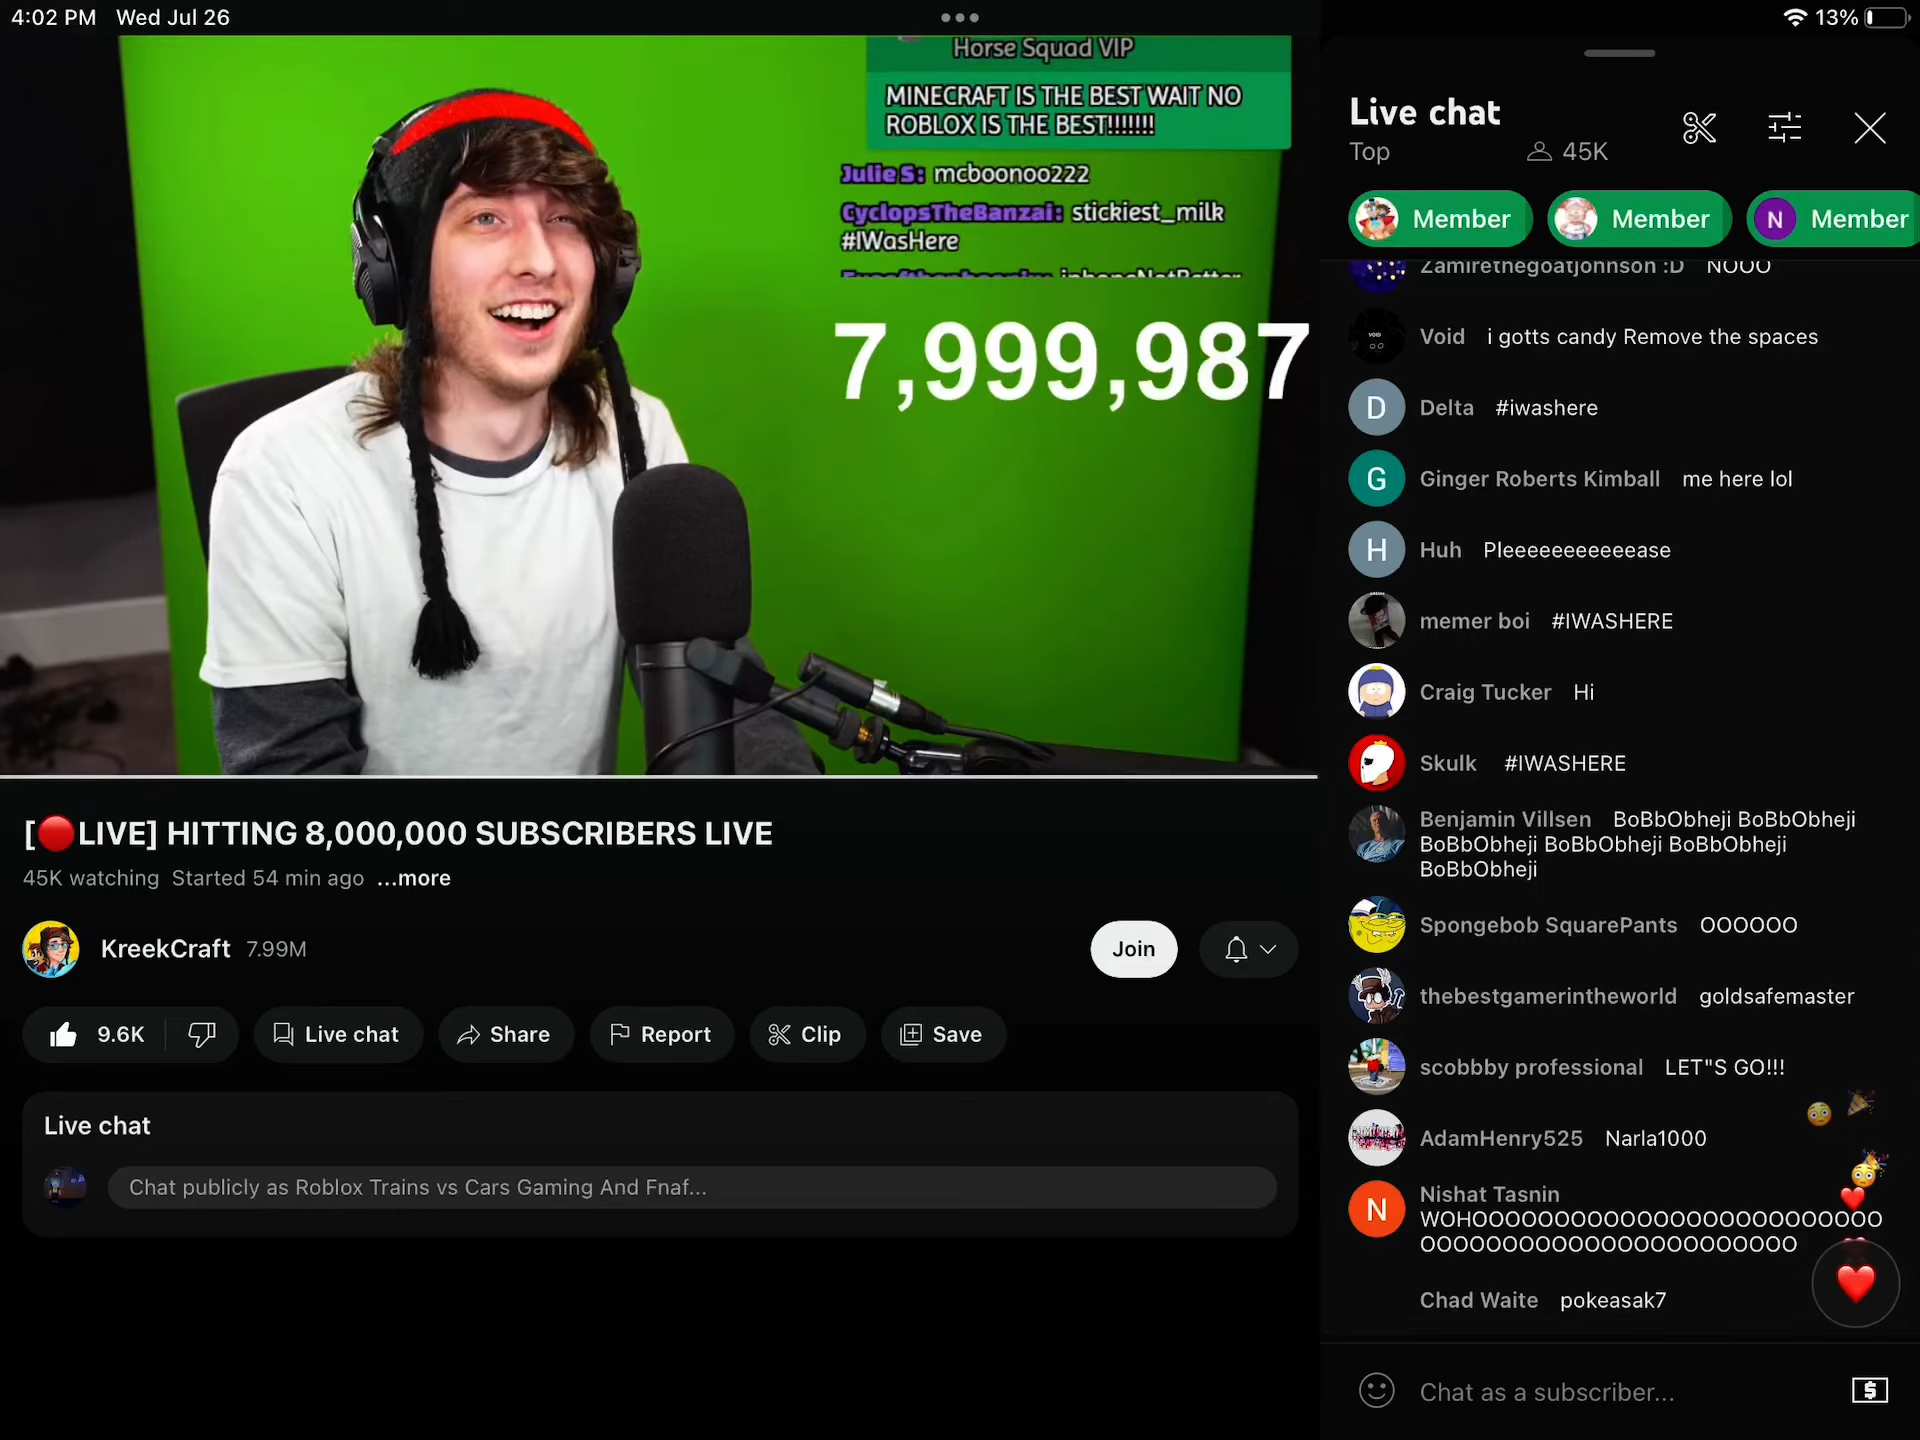 4:02 PM Wed Jul 26
13%
Horse Squad VIP
MINECRAFT IS THE BEST WAIT NO
ROBLOX IS THE BEST!!!!!!!
Julie S: mcboonoo222
CyclopsTheBanzai: stickiest_milk
#IWasHere
7,999,987
[🔴LIVE] HITTING 8,000,000 SUBSCRIBERS LIVE
45K watching Started 54 min ago ...more
KreekCraft 7.99M
Join
9.6K
Live chat
Share
Report
Clip
Save
Live chat
Chat publicly as Roblox Trains vs Cars Gaming And Fnaf...
Live chat
Top
45K
Member
Member
N Member
Zamirethegoatjohnson :D NOOO
VOID
Void i gotts candy Remove the spaces
D Delta #iwashere
G Ginger Roberts Kimball me here lol
H Huh Pleeeeeeeeeeease
memer boi #IWASHERE
Craig Tucker Hi
Skulk #IWASHERE
Benjamin Villsen BoBbObheji BoBbObheji
BoBbObheji BoBbObheji BoBbObheji
BoBbObheji
Spongebob SquarePants OOOOOO
thebestgamerintheworld goldsafemaster
scobbby professional LET"S GO!!!
AdamHenry525 Narla1000
N Nishat Tasnin
WOHOOOOOOOOOOOOOOOOOOOOOOOOO
OOOOOOOOOOOOOOOOOOOOOOO
Chad Waite pokeasak7
Chat as a subscriber...